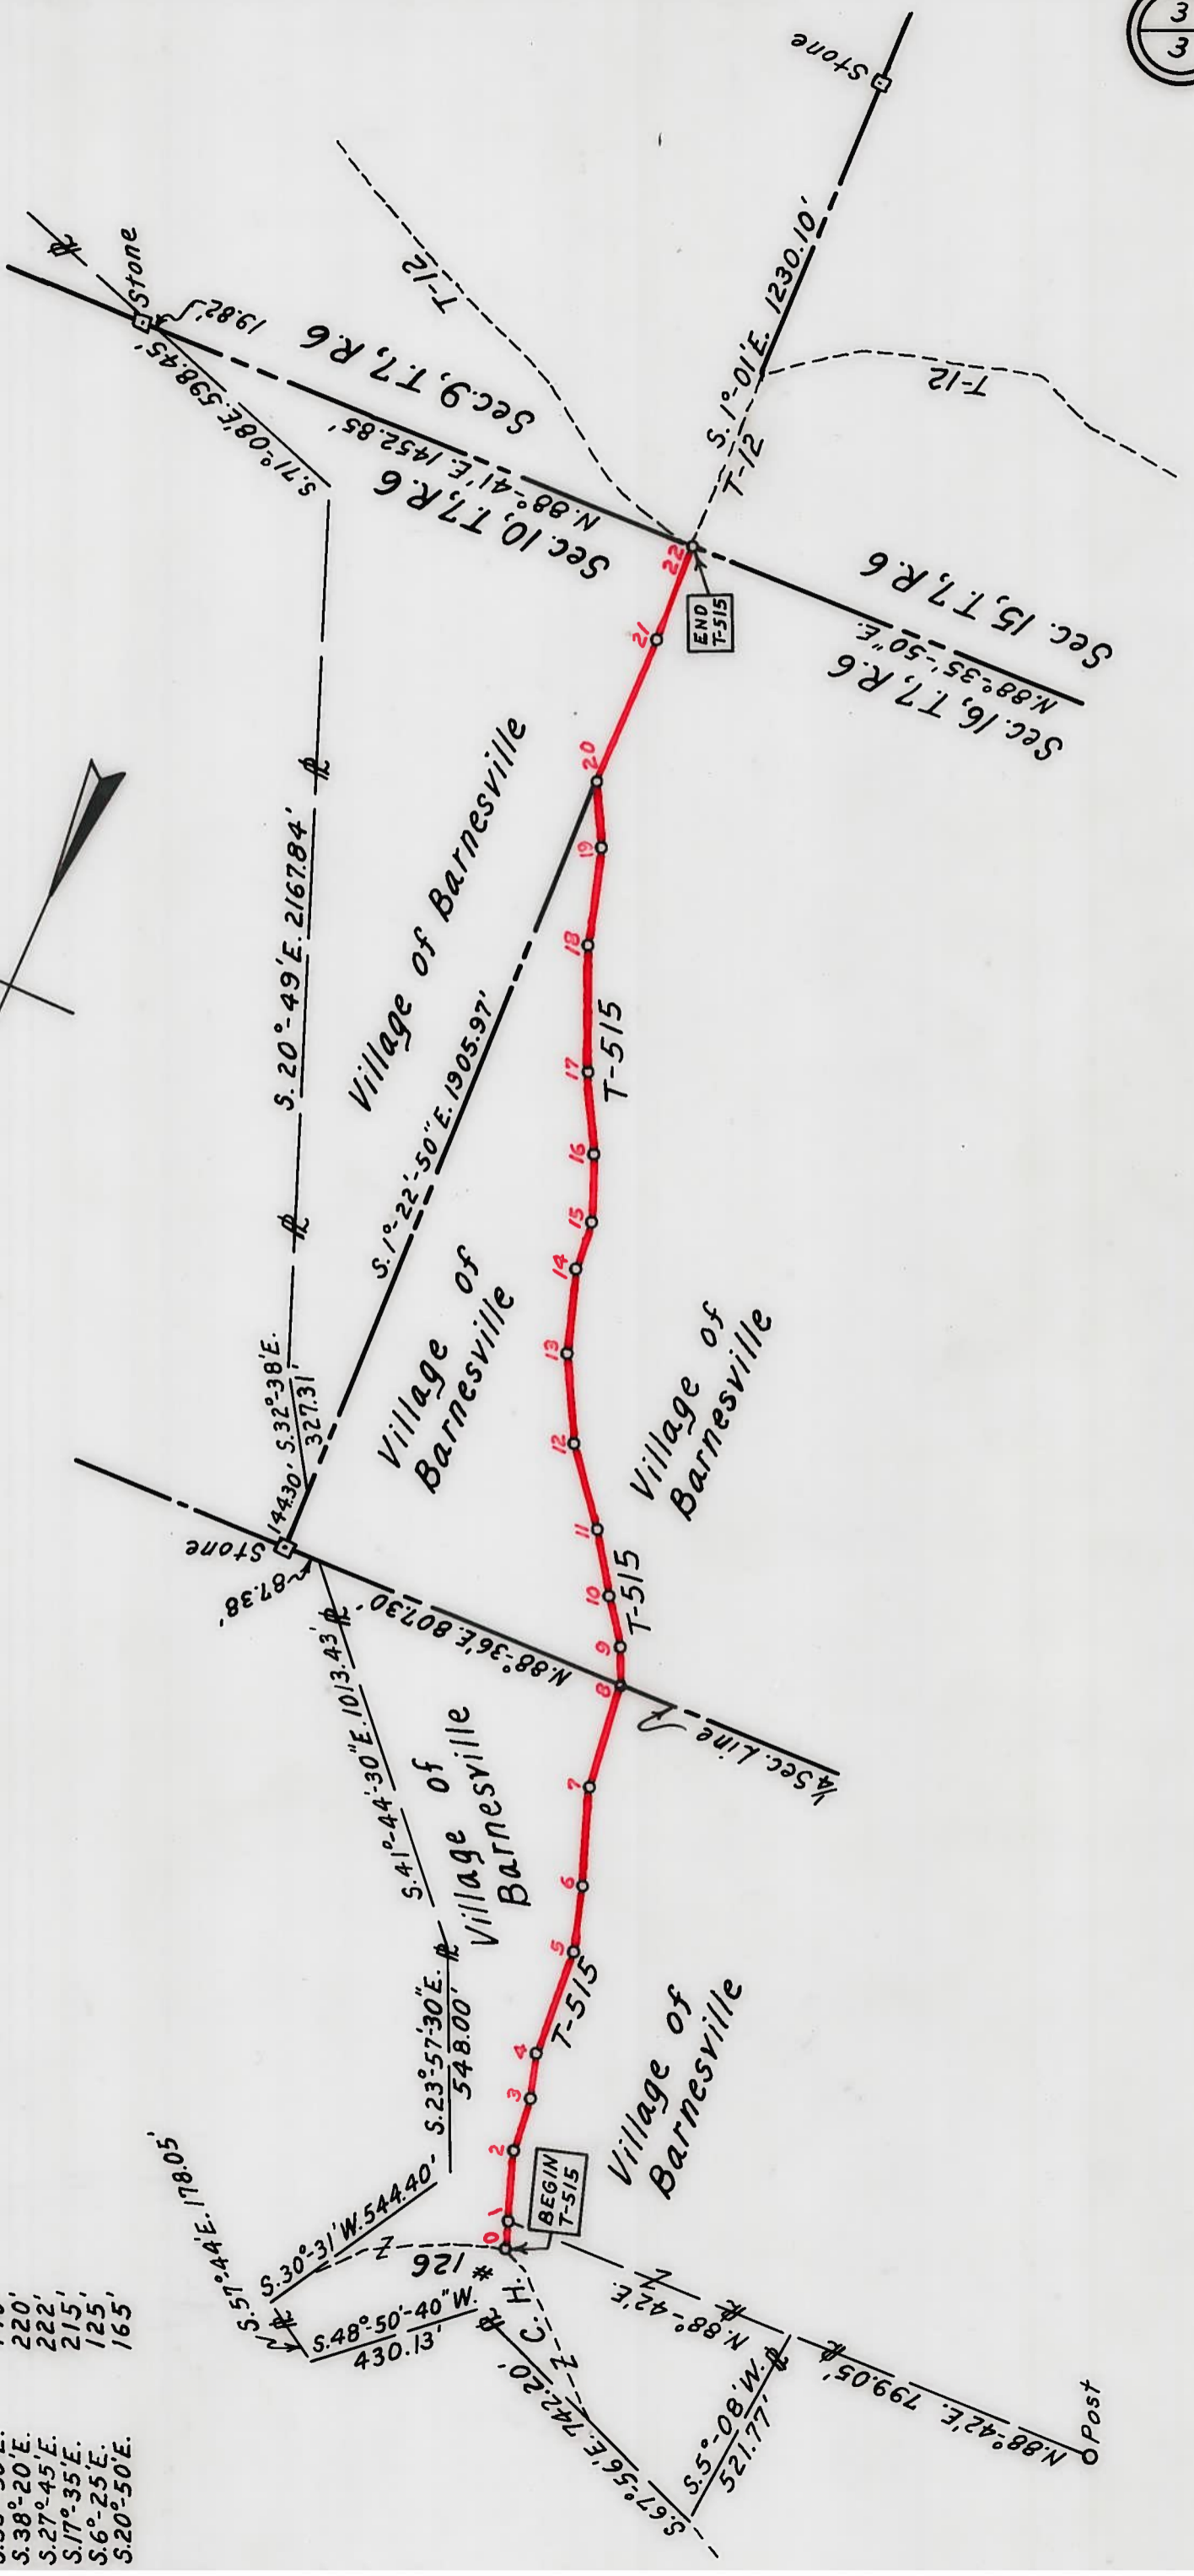 S.38°-20'E. 220'
S.27°-45'E. 222'
S.17°-35'E. 215'
S.6°-25'E. 125'
S.20°-50'E. 165'
3
3
S.57°-44'E. 178.05'
S.30°-31'W. 544.40'
S.48°-50'-40"W.
430.13'
S.67°-56'E. 742.20'
S.5°-08'W.
521.77'
N.88°-42'E. 799.05'
N.88°-42'E.
Post
C.H. # 126
BEGIN
T-515
0 1 2 3 4 5 6 7 8 9 10 11 12 13 14 15 16 17 18 19 20 21 22
S.23°-57'-30"E.
548.00'
S.41°-44'-30"E. 1013.43'
Village of
Barnesville
T-515
Village of
Barnesville
87.38'
Stone
N.88°-36'E. 807.30'
¼ Sec. Line
144.30'
S.32°-38'E.
327.31'
S.1°-22'-50"E. 1905.97'
S.20°-49'E. 2167.84'
Village of
Barnesville
T-515
Village of
Barnesville
Village of Barnesville
T-515
S.71°-08'E. 598.45'
19.82'
Stone
N.88°-41'E. 1452.85'
Sec. 10, T.7, R.6
Sec. 9, T.7, R.6
T-12
END
T-515
Sec. 16, T.7, R.6
N.88°-35'-50"E.
Sec. 15, T.7, R.6
S.1°-01'E. 1230.10'
T-12
T-12
Stone